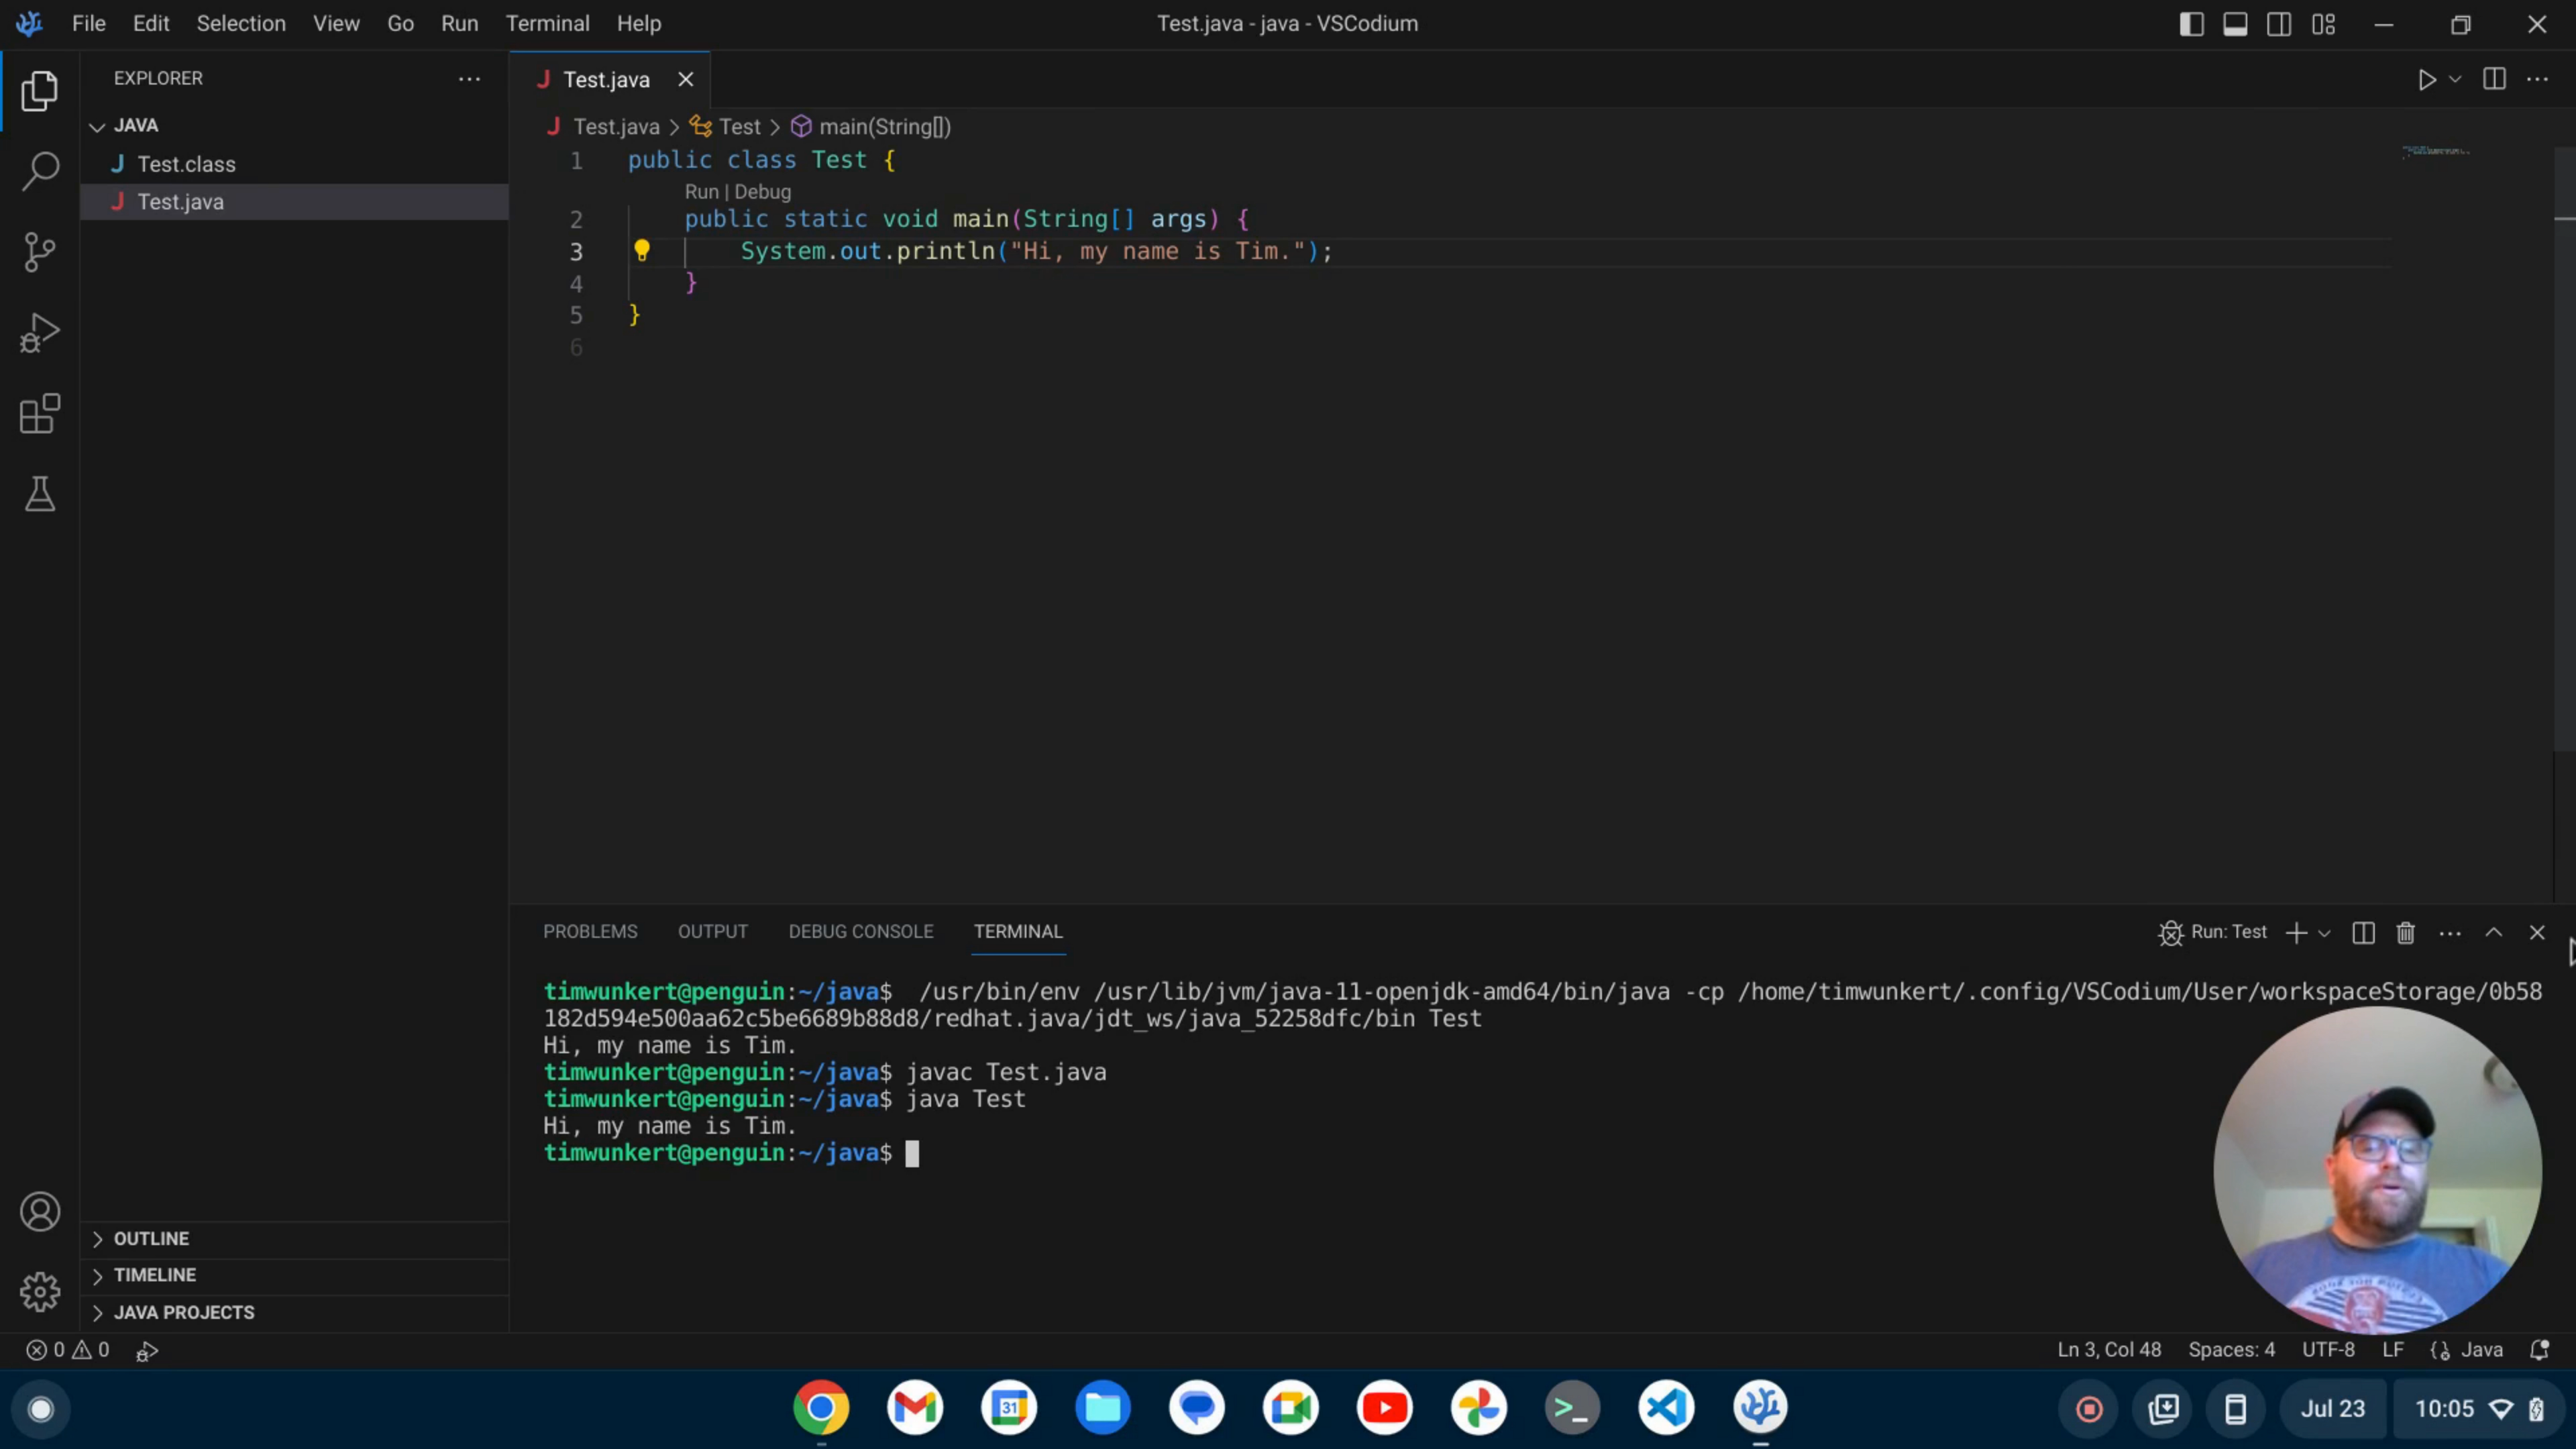 File Edit Selection View Go Run Terminal Help
Test.java - java - VSCodium
EXPLORER
JAVA
J Test.class
J Test.java
J Test.java
J Test.java > Test > main(String[])
1 public class Test {
Run | Debug
2 public static void main(String[] args) {
3 System.out.println("Hi, my name is Tim.");
4 }
5 }
6
PROBLEMS OUTPUT DEBUG CONSOLE TERMINAL
Run: Test
timwunkert@penguin:~/java$ /usr/bin/env /usr/lib/jvm/java-11-openjdk-amd64/bin/java -cp /home/timwunkert/.config/VSCodium/User/workspaceStorage/0b58
182d594e500aa62c5be6689b88d8/redhat.java/jdt_ws/java_52258dfc/bin Test
Hi, my name is Tim.
timwunkert@penguin:~/java$ javac Test.java
timwunkert@penguin:~/java$ java Test
Hi, my name is Tim.
timwunkert@penguin:~/java$
OUTLINE
TIMELINE
JAVA PROJECTS
0 0
Ln 3, Col 48 Spaces: 4 UTF-8 LF Java
31
Jul 23
10:05